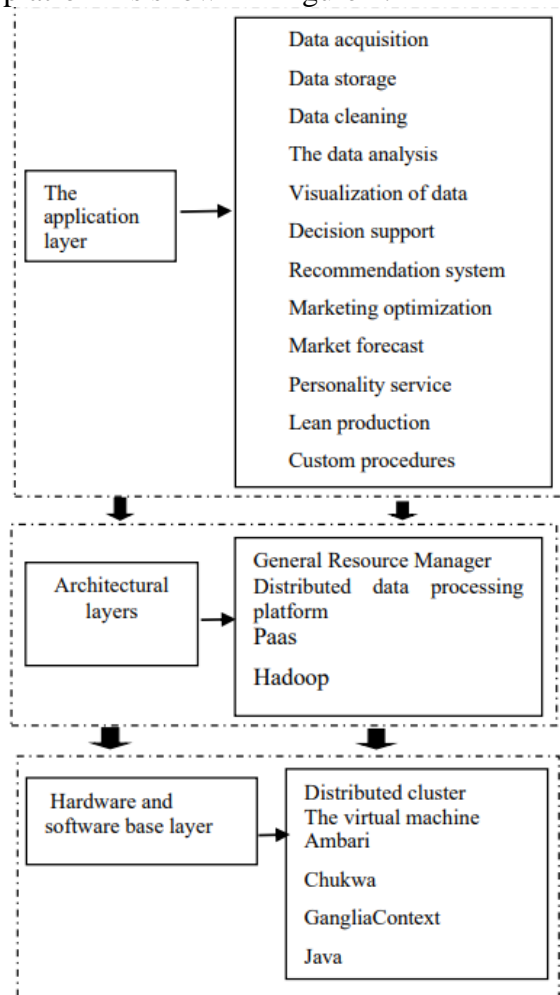 The
application
layer
Data acquisition
Data storage
Data cleaning
The data analysis
Visualization of data
Decision support
Recommendation system
Marketing optimization
Market forecast
Personality service
Lean production
Custom procedures
Architectural
layers
General Resource Manager
Distributed data processing
platform
Paas
Hadoop
Hardware and
software base layer
Distributed cluster
The virtual machine
Ambari
Chukwa
GangliaContext
Java